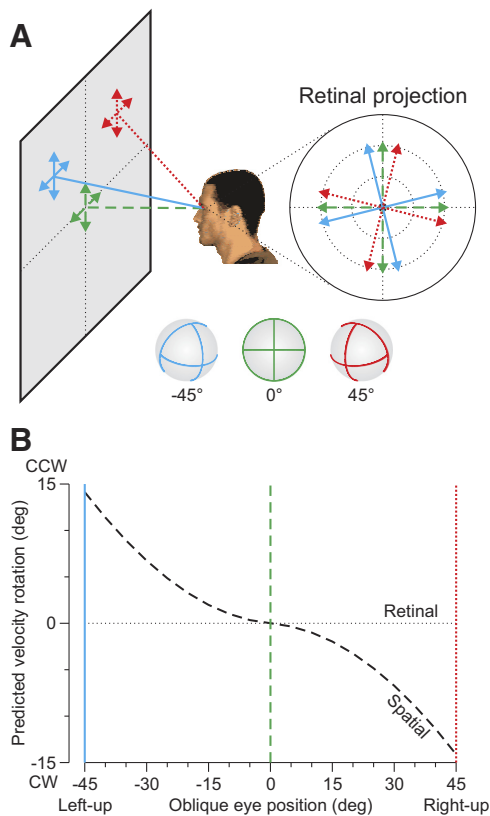 A
Retinal projection
-45°
0°
45°
B
CCW
15
0
-15
CW
Predicted velocity rotation (deg)
Retinal
Spatial
-45 -30 -15 0 15 30 45
Left-up Oblique eye position (deg) Right-up